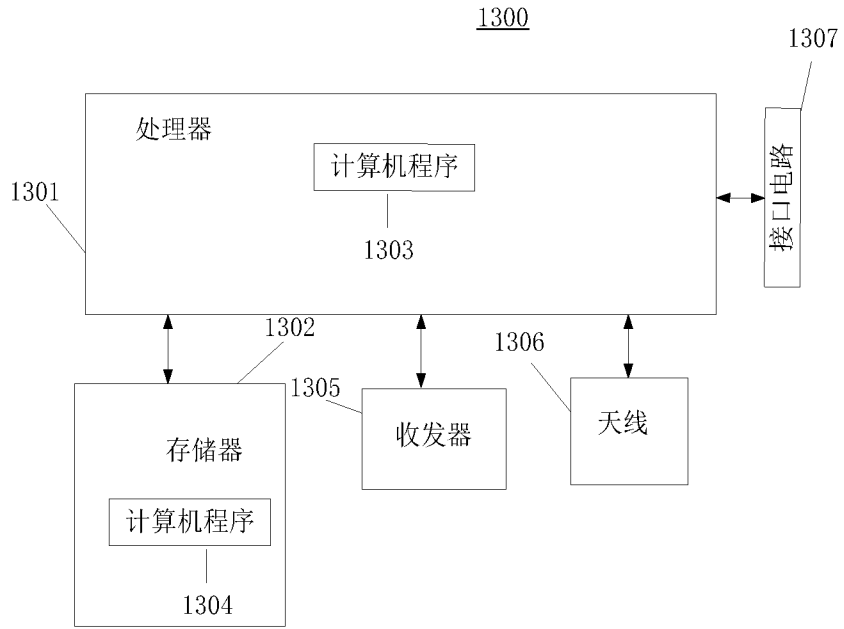 1300
1307
处理器
计算机程序
接口电路
1301
1303
1302
1306
1305
存储器
收发器
天线
计算机程序
1304